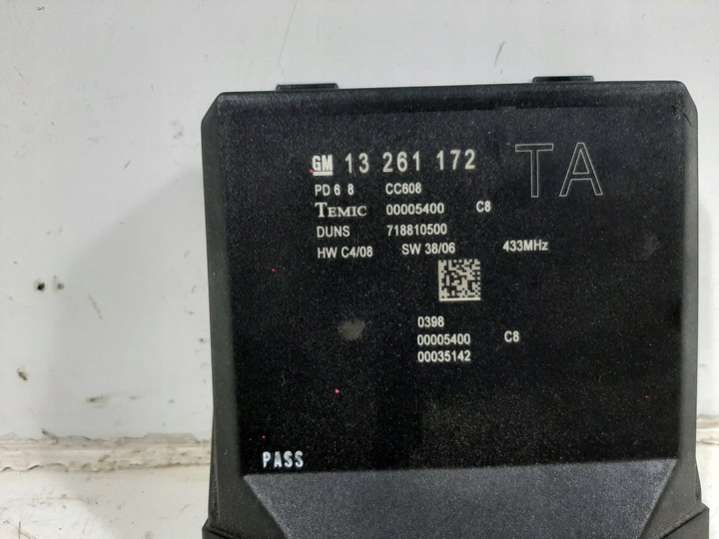 GM 13 261 172 TA
PD 6 8 CC608
TEMIC 00005400 C8
DUNS 718810500
HW C4/08 SW 38/06 433MHz
0398
00005400 C8
00035142
PASS